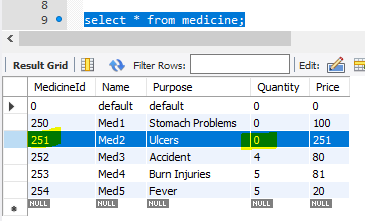 8
9 select * from medicine;
Result Grid Filter Rows: Edit:
MedicineId Name Purpose Quantity Price
0 default default 0 0
250 Med1 Stomach Problems 0 100
251 Med2 Ulcers 0 251
252 Med3 Accident 4 80
253 Med4 Burn Injuries 5 81
254 Med5 Fever 5 20
NULL NULL NULL NULL NULL